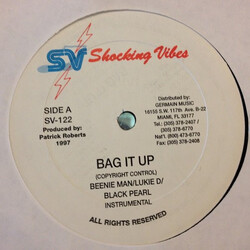 SV Shocking Vibes
SIDE A
SV-122
Produced by:
Patrick Roberts
1997
Distributed by:
GERMAIN MUSIC
16150 S.W. 117th Ave. B-22
MIAMI, FL 33177
Tel: (305) 378-2407 /
(305) 378-6770
Nat'l: (800) 473-8770
Fax: (305) 378-2408
BAG IT UP
(COPYRIGHT CONTROL)
BEENIE MAN/LUKIE D/
BLACK PEARL
INSTRUMENTAL
ALL RIGHTS RESERVED